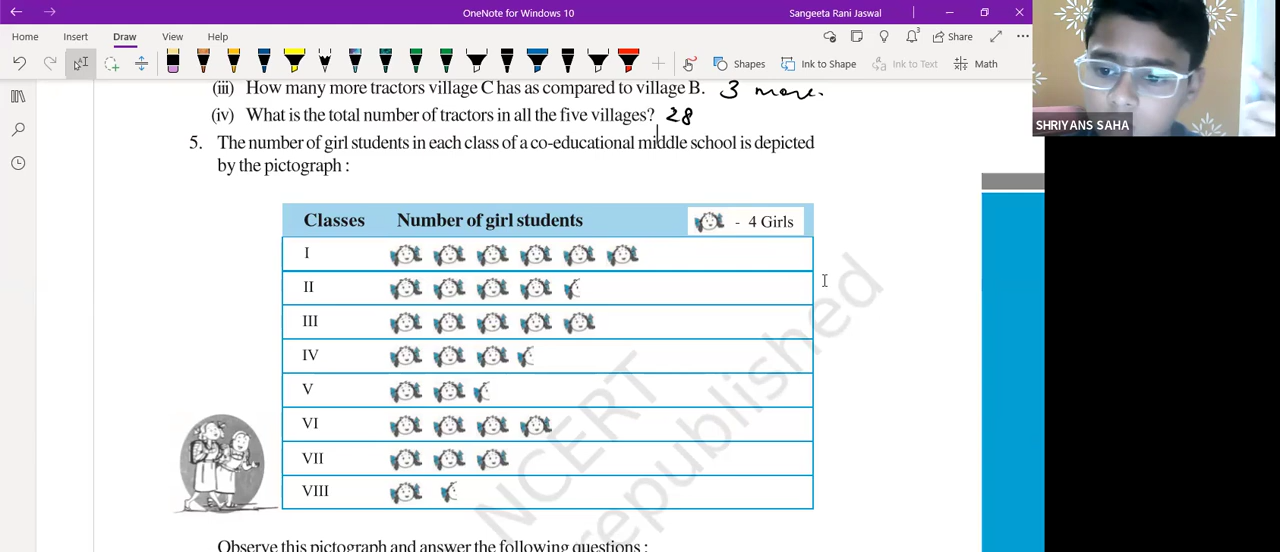 OneNote for Windows 10
Sangeeta Rani Jaswal
Home Insert Draw View Help
Share
Shapes Ink to Shape Ink to Text Math
(iii) How many more tractors village C has as compared to village B. 3 more.
(iv) What is the total number of tractors in all the five villages? 28
5. The number of girl students in each class of a co-educational middle school is depicted
by the pictograph :
Classes Number of girl students - 4 Girls
I
II
III
IV
V
VI
VII
VIII
NCERT
republished
Observe this pictograph and answer the following questions :
SHRIYANS SAHA